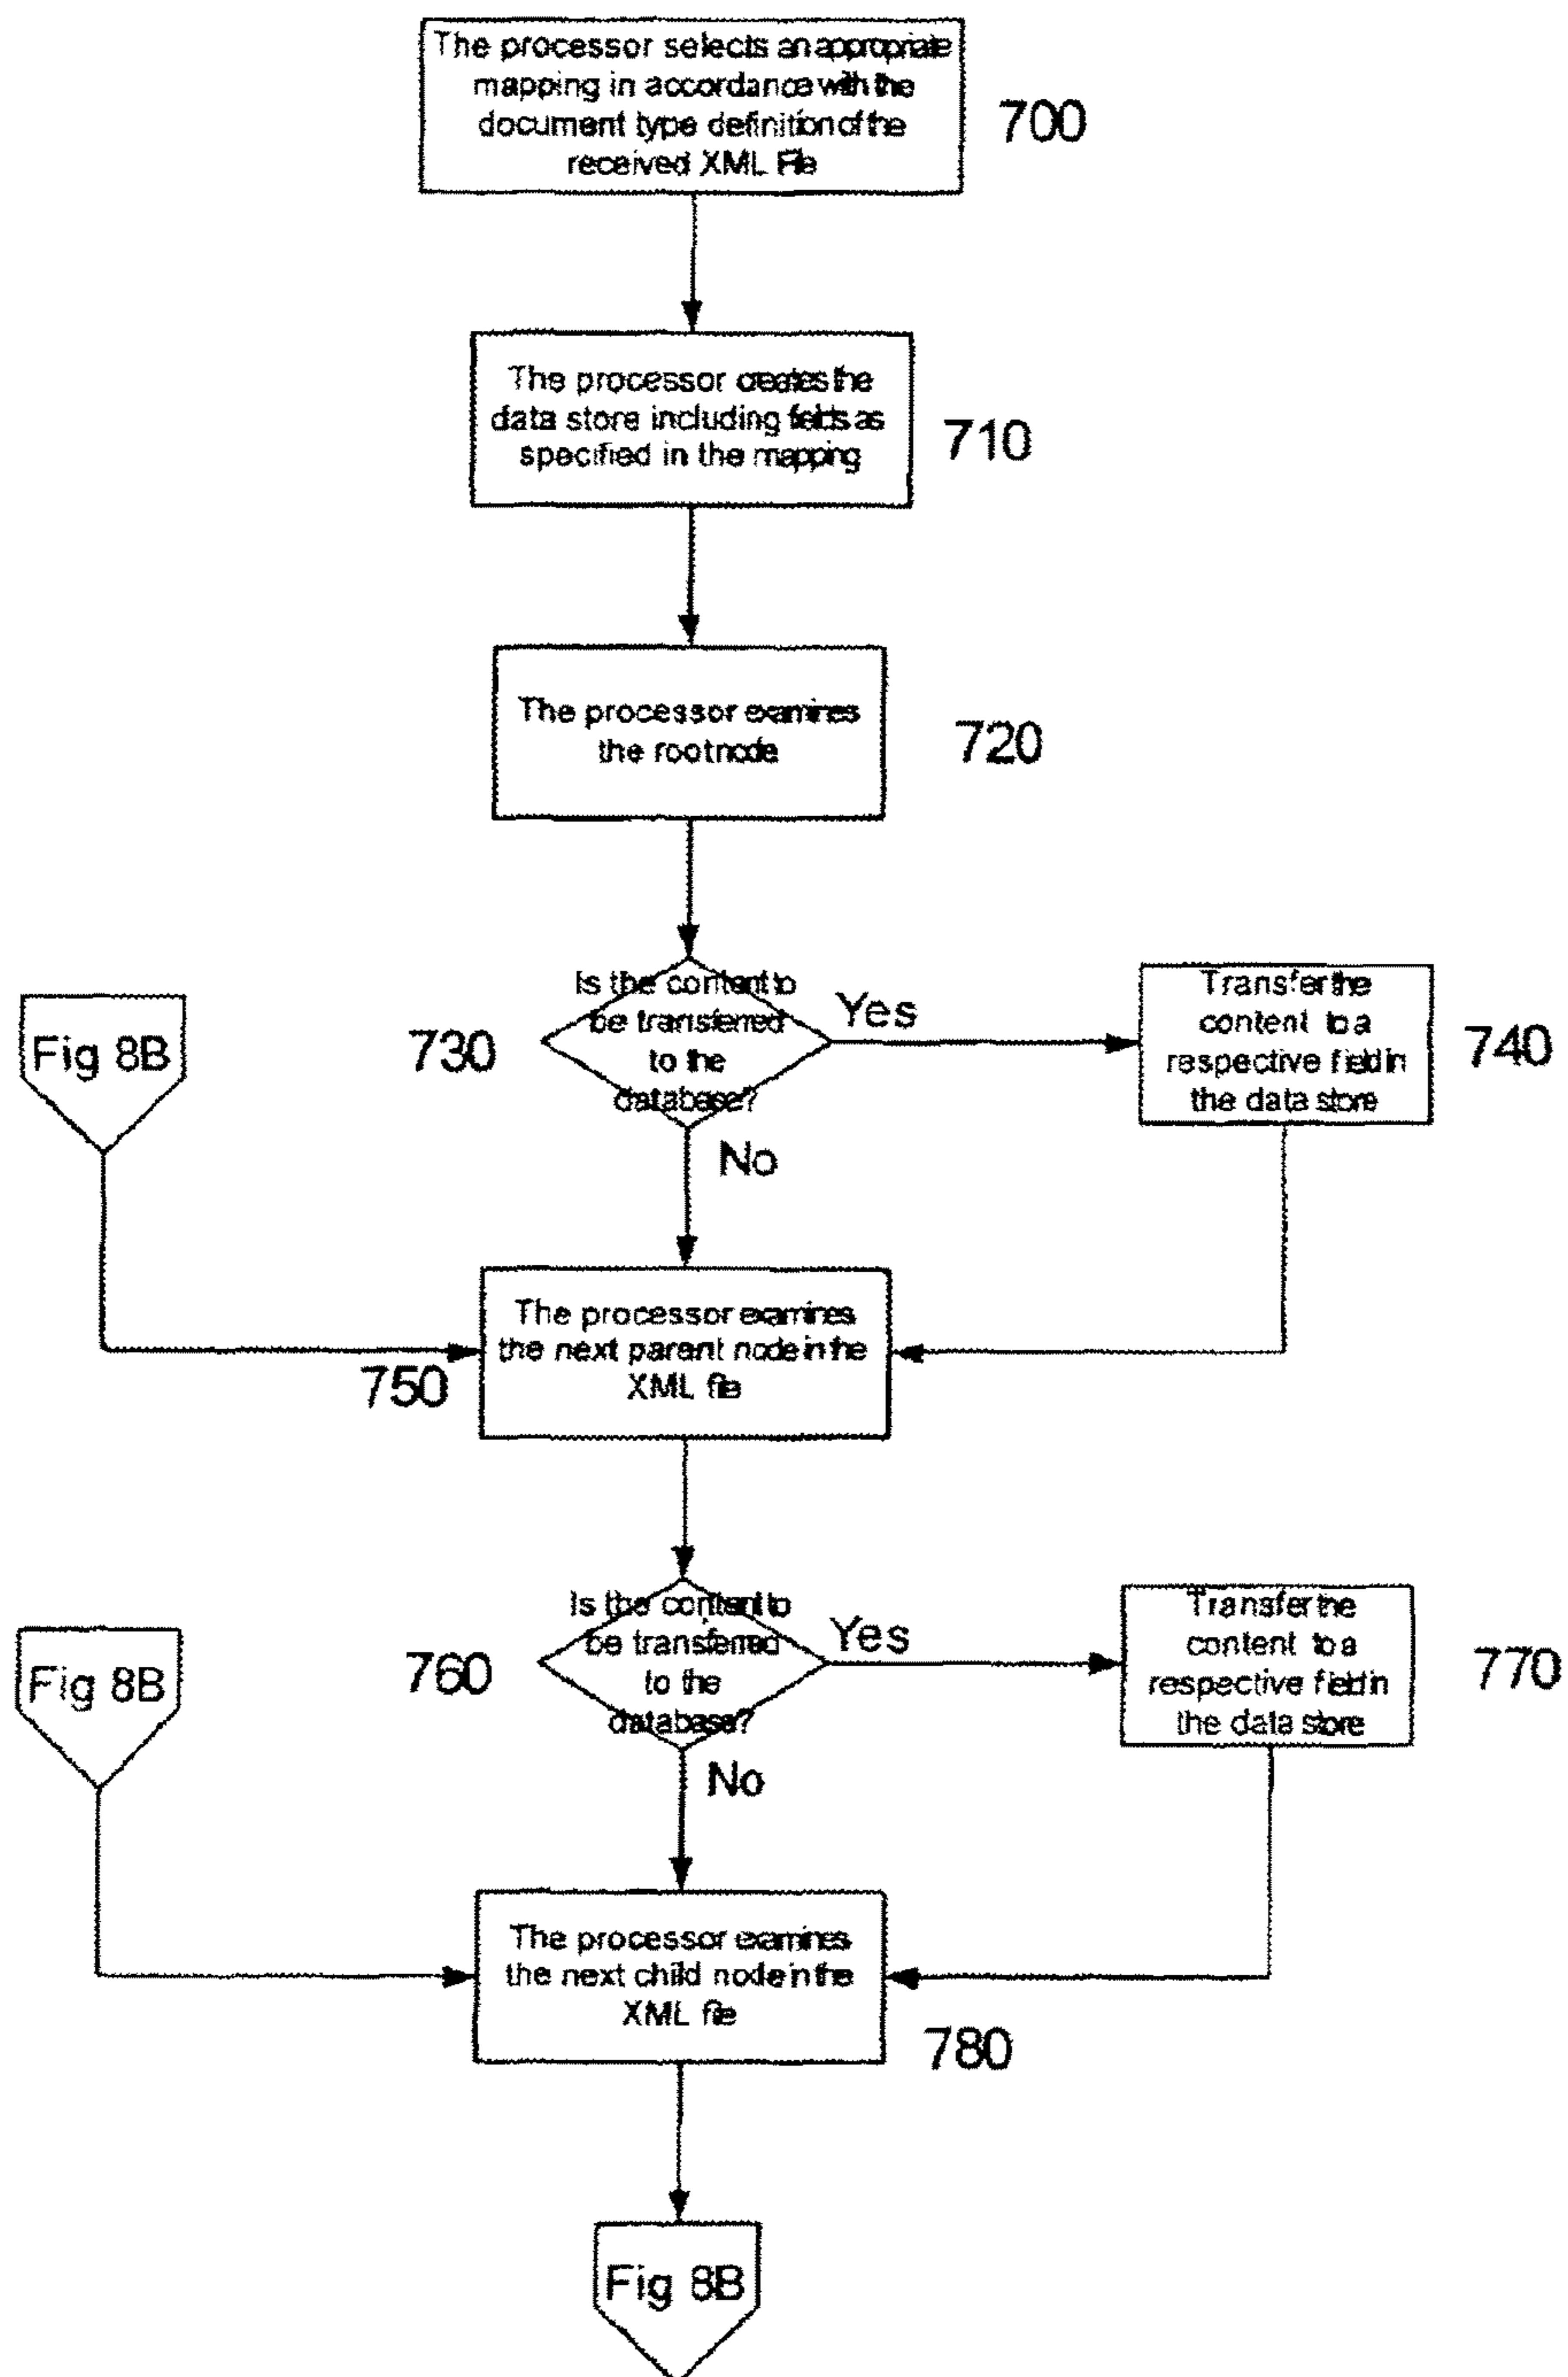 The processor selects an appropriate
mapping in accordance with the
document type definition of the
received XML File
700
The processor creates the
data store including fields as
specified in the mapping
710
The processor examines
the root node
720
Is the content to
be transferred
to the
database?
730
Yes
Transfer the
content to a
respective field in
the data store
740
Fig 8B
No
The processor examines
the next parent node in the
XML file
750
Is the content to
be transferred
to the
database?
760
Yes
Transfer the
content to a
respective field in
the data store
770
Fig 8B
No
The processor examines
the next child node in the
XML file
780
Fig 8B